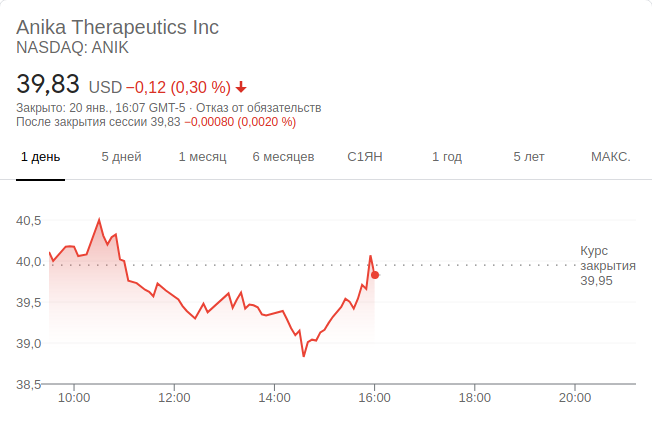 Anika Therapeutics Inc
NASDAQ: ANIK
39,83 USD −0,12 (0,30 %)
Закрыто: 20 янв., 16:07 GMT-5 · Отказ от обязательств
После закрытия сессии 39,83 −0,00080 (0,0020 %)
1 день 5 дней 1 месяц 6 месяцев С1ЯН 1 год 5 лет МАКС.
40,5
40,0
39,5
39,0
38,5
Курс
закрытия
39,95
10:00 12:00 14:00 16:00 18:00 20:00